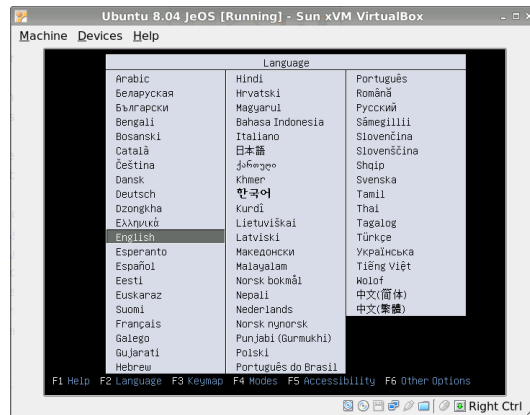 Ubuntu 8.04 JeOS [Running] - Sun xVM VirtualBox
Machine Devices Help
Language
Arabic
Беларуская
Български
Bengali
Bosanski
Català
Čeština
Dansk
Deutsch
Dzongkha
Ελληνικά
English
Esperanto
Español
Eesti
Euskaraz
Suomi
Français
Galego
Gujarati
Hebrew
Hindi
Hrvatski
Magyarul
Bahasa Indonesia
Italiano
日本語
ქართული
Khmer
한국어
Kurdî
Lietuviškai
Latviski
Македонски
Malayalam
Norsk bokmål
Nepali
Nederlands
Norsk nynorsk
Punjabi (Gurmukhi)
Polski
Português do Brasil
Português
Română
Русский
Sámegillii
Slovenčina
Slovenščina
Shqip
Svenska
Tamil
Thai
Tagalog
Türkçe
Українська
Tiếng Việt
Wolof
中文(简体)
中文(繁體)
F1 Help F2 Language F3 Keymap F4 Modes F5 Accessibility F6 Other Options
Right Ctrl